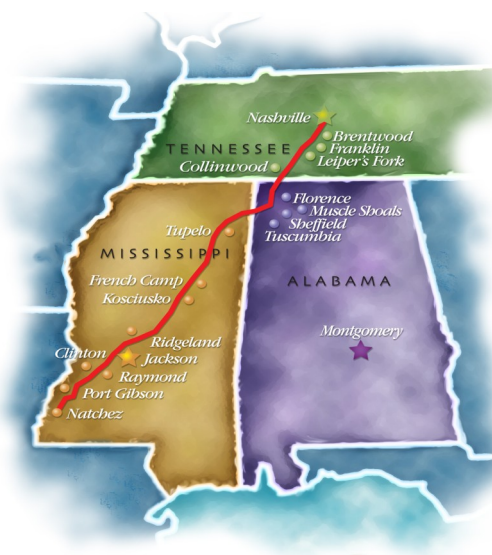 Nashville
Brentwood
TENNESSEE
Franklin
Leiper's Fork
Collinwood
Florence
Muscle Shoals
Sheffield
Tuscumbia
Tupelo
MISSISSIPPI
French Camp
ALABAMA
Kosciusko
Montgomery
Ridgeland
Clinton
Jackson
Raymond
Port Gibson
Natchez